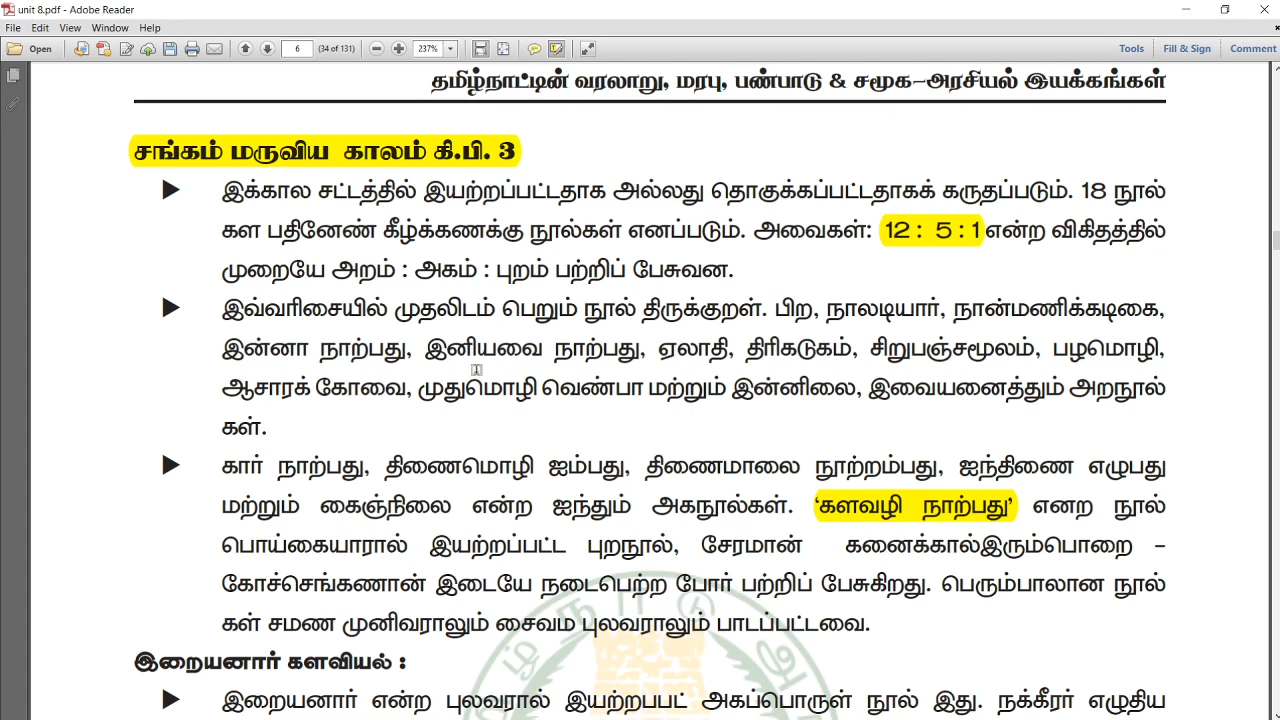 unit 8.pdf - Adobe Reader
File Edit View Window Help
Open 6 (34 of 131) 237% Tools Fill & Sign Comment
தமிழ்நாட்டின் வரலாறு, மரபு, பண்பாடு & சமூக-அரசியல் இயக்கங்கள்
சங்கம் மருவிய காலம் கி.பி. 3
இக்கால சட்டத்தில் இயற்றப்பட்டதாக அல்லது தொகுக்கப்பட்டதாகக் கருதப்படும். 18 நூல்
கள பதினேண் கீழ்க்கணக்கு நூல்கள் எனப்படும். அவைகள்: 12 : 5 : 1 என்ற விகிதத்தில்
முறையே அறம் : அகம் : புறம் பற்றிப் பேசுவன.
இவ்வரிசையில் முதலிடம் பெறும் நூல் திருக்குறள். பிற, நாலடியார், நான்மணிக்கடிகை,
இன்னா நாற்பது, இனியவை நாற்பது, ஏலாதி, திரிகடுகம், சிறுபஞ்சமூலம், பழமொழி,
ஆசாரக் கோவை, முதுமொழி வெண்பா மற்றும் இன்னிலை, இவையனைத்தும் அறநூல்
கள்.
கார் நாற்பது, திணைமொழி ஐம்பது, திணைமாலை நூற்றம்பது, ஐந்திணை எழுபது
மற்றும் கைஞ்நிலை என்ற ஐந்தும் அகநூல்கள். ‘களவழி நாற்பது’ எனற நூல்
பொய்கையாரால் இயற்றப்பட்ட புறநூல், சேரமான் கனைக்கால்இரும்பொறை -
கோச்செங்கணான் இடையே நடைபெற்ற போர் பற்றிப் பேசுகிறது. பெரும்பாலான நூல்
கள் சமண முனிவராலும் சைவம் புலவராலும் பாடப்பட்டவை.
இறையனார் களவியல் :
இறையனார் என்ற புலவரால் இயற்றபபட் அகப்பொருள் நூல் இது. நக்கீரர் எழுதிய